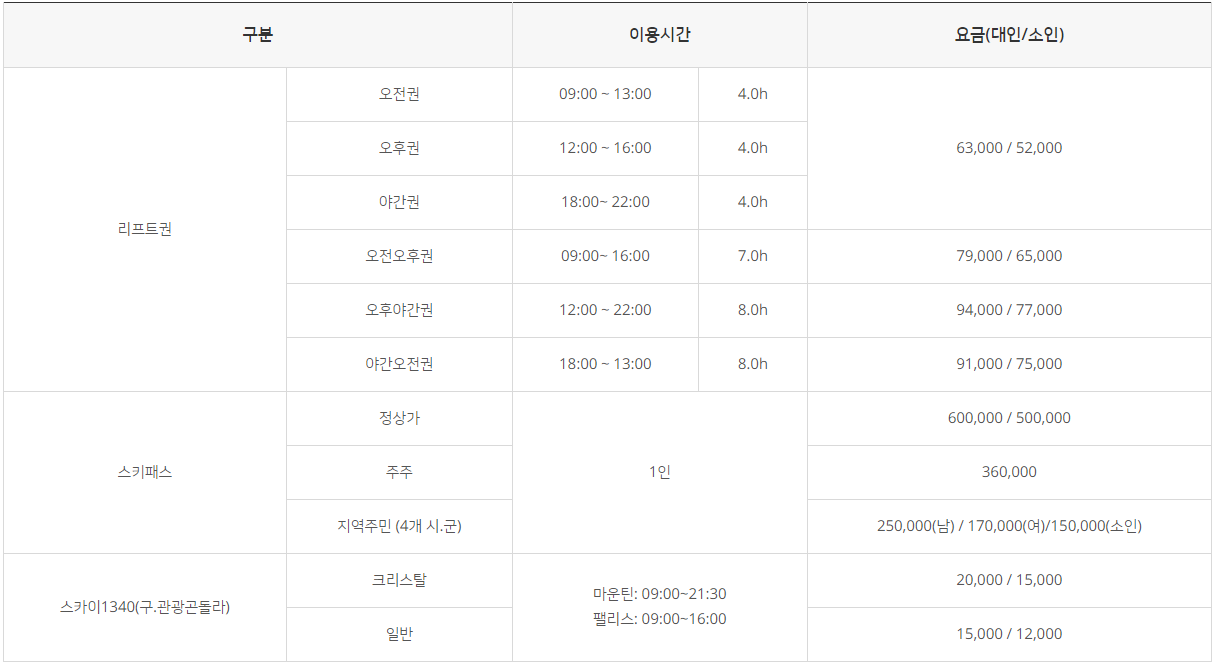 구분 이용시간 요금(대인/소인)
리프트권 오전권 09:00 ~ 13:00 4.0h 63,000 / 52,000
오후권 12:00 ~ 16:00 4.0h
야간권 18:00~ 22:00 4.0h
오전오후권 09:00~ 16:00 7.0h 79,000 / 65,000
오후야간권 12:00 ~ 22:00 8.0h 94,000 / 77,000
야간오전권 18:00 ~ 13:00 8.0h 91,000 / 75,000
스키패스 정상가 1인 600,000 / 500,000
주주 360,000
지역주민 (4개 시.군) 250,000(남) / 170,000(여)/150,000(소인)
스카이1340(구.관광곤돌라) 크리스탈 마운틴: 09:00~21:30 20,000 / 15,000
팰리스: 09:00~16:00
일반 15,000 / 12,000